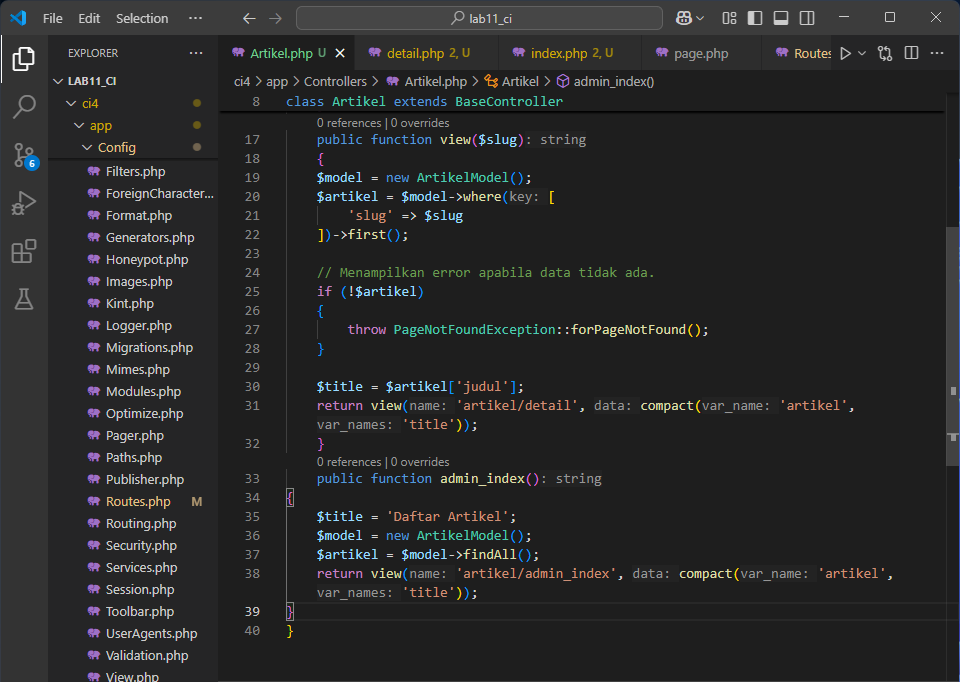 File Edit Selection ··· lab11_ci
EXPLORER ···
LAB11_CI
ci4
app
Config
Filters.php
ForeignCharacter...
Format.php
Generators.php
Honeypot.php
Images.php
Kint.php
Logger.php
Migrations.php
Mimes.php
Modules.php
Optimize.php
Pager.php
Paths.php
Publisher.php
Routes.php M
Routing.php
Security.php
Services.php
Session.php
Toolbar.php
UserAgents.php
Validation.php
View.php
6
Artikel.php U detail.php 2, U index.php 2, U page.php Routes
ci4 > app > Controllers > Artikel.php > Artikel > admin_index()
8 class Artikel extends BaseController
0 references | 0 overrides
17 public function view($slug): string
18 {
19 $model = new ArtikelModel();
20 $artikel = $model->where(key: [
21 'slug' => $slug
22 ])->first();
23
24 // Menampilkan error apabila data tidak ada.
25 if (!$artikel)
26 {
27 throw PageNotFoundException::forPageNotFound();
28 }
29
30 $title = $artikel['judul'];
31 return view(name: 'artikel/detail', data: compact(var_name: 'artikel',
var_names: 'title'));
32 }
0 references | 0 overrides
33 public function admin_index(): string
34 {
35 $title = 'Daftar Artikel';
36 $model = new ArtikelModel();
37 $artikel = $model->findAll();
38 return view(name: 'artikel/admin_index', data: compact(var_name: 'artikel',
var_names: 'title'));
39 }
40 }